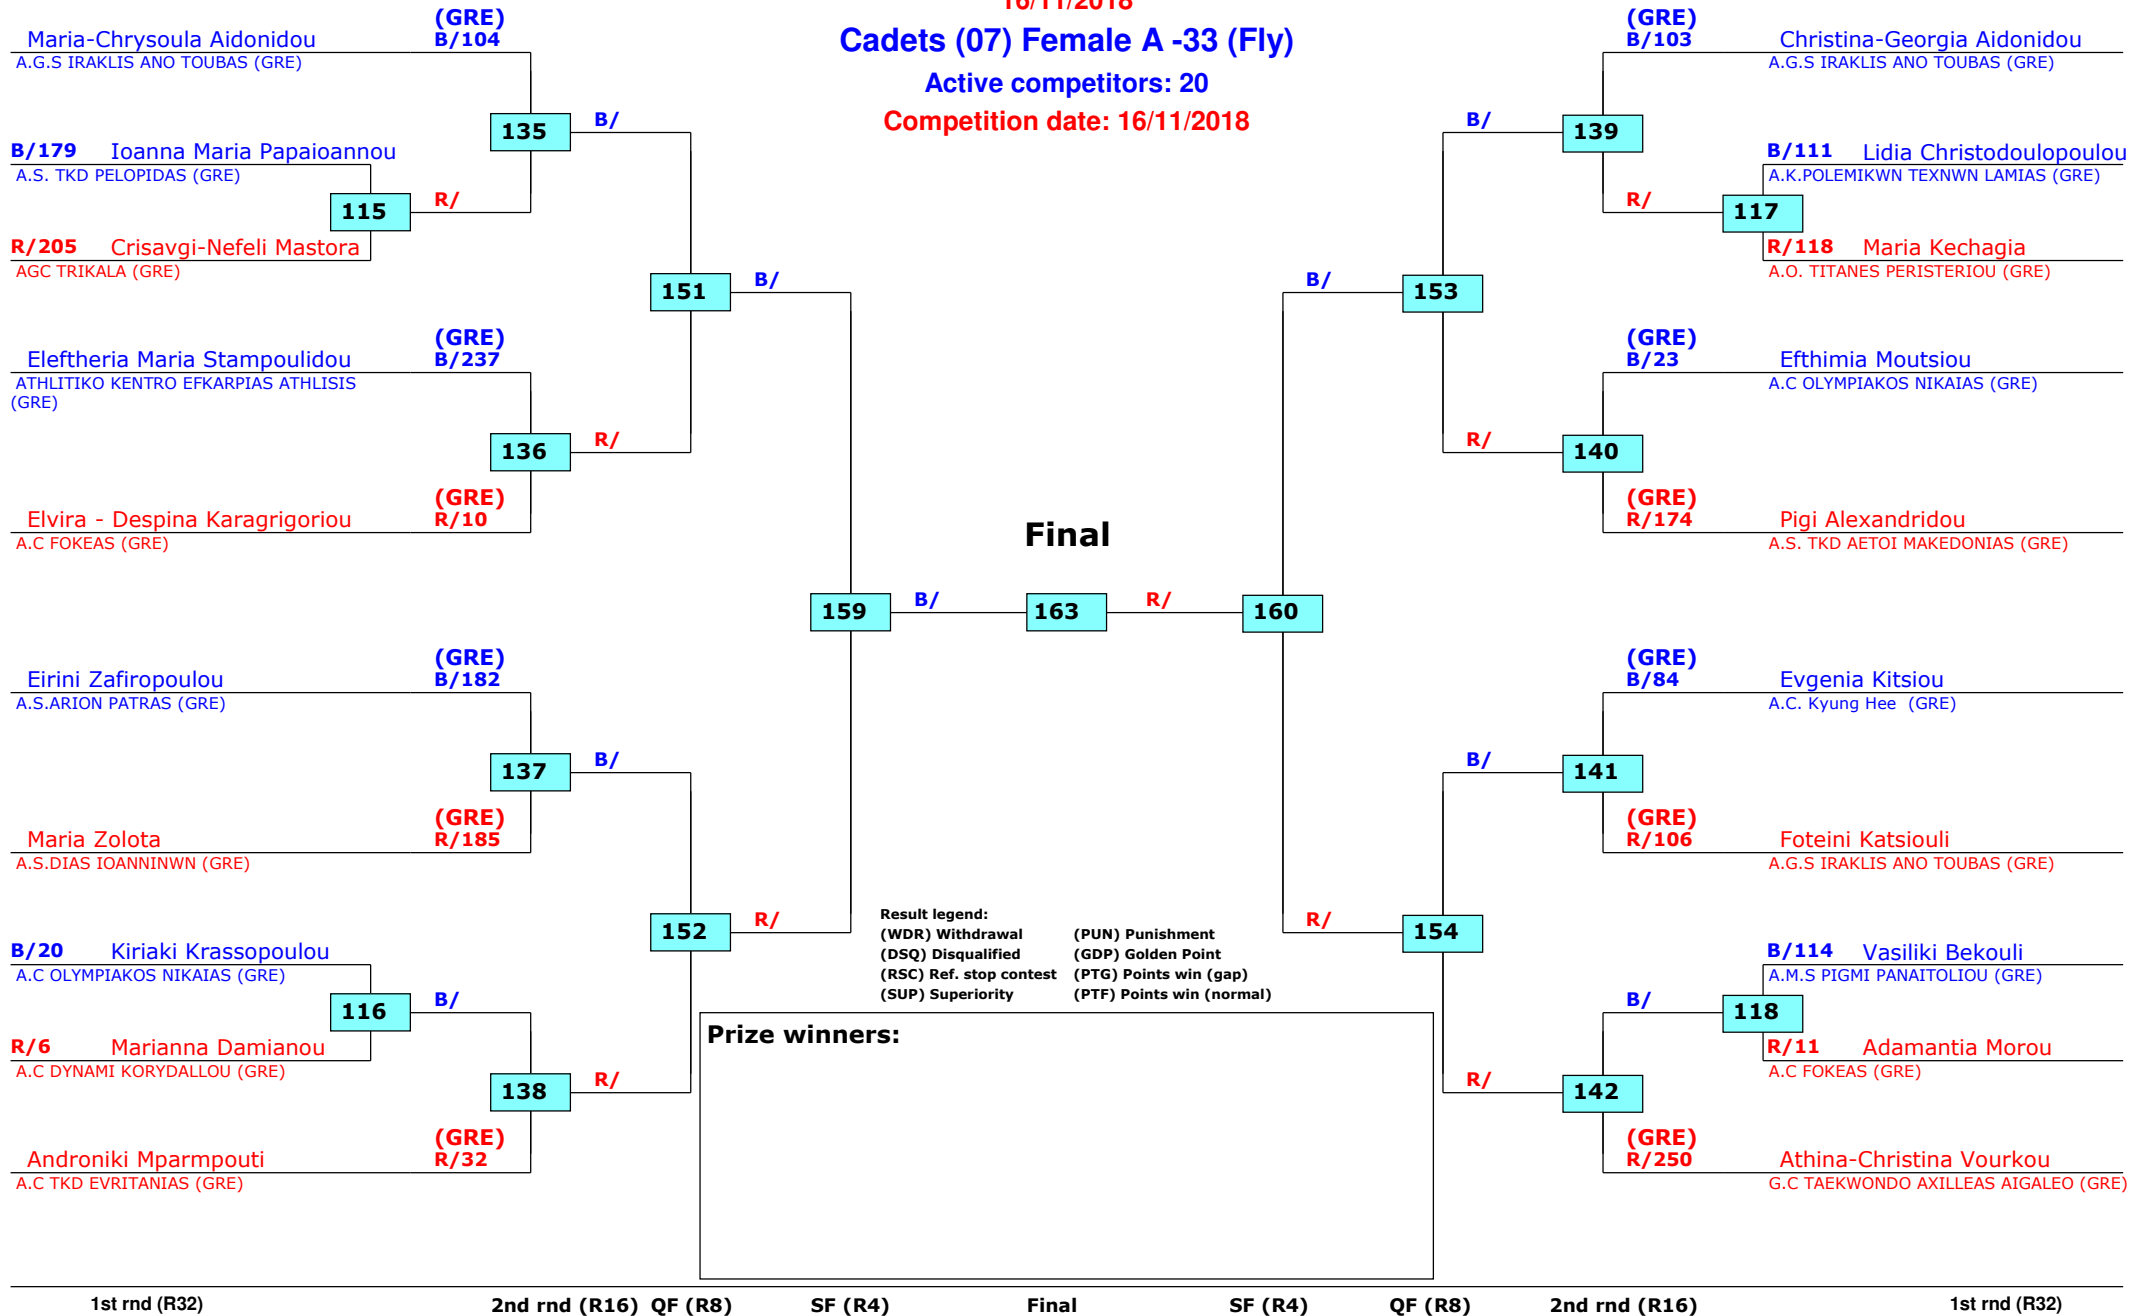 16/11/2018
Cadets (07) Female A -33 (Fly)
Active competitors: 20
Competition date: 16/11/2018
(GRE)
Maria-Chrysoula Aidonidou B/104
A.G.S IRAKLIS ANO TOUBAS (GRE)
135 B/
B/179 Ioanna Maria Papaioannou
A.S. TKD PELOPIDAS (GRE)
115 R/
R/205 Crisavgi-Nefeli Mastora
AGC TRIKALA (GRE)
151 B/
(GRE)
Eleftheria Maria Stampoulidou B/237
ATHLITIKO KENTRO EFKARPIAS ATHLISIS
(GRE)
136 R/
(GRE)
Elvira - Despina Karagrigoriou R/10
A.C FOKEAS (GRE)
159 B/
(GRE)
Eirini Zafiropoulou B/182
A.S.ARION PATRAS (GRE)
137 B/
(GRE)
Maria Zolota R/185
A.S.DIAS IOANNINWN (GRE)
152 R/
B/20 Kiriaki Krassopoulou
A.C OLYMPIAKOS NIKAIAS (GRE)
116 B/
R/6 Marianna Damianou
A.C DYNAMI KORYDALLOU (GRE)
138 R/
(GRE)
Androniki Mparmpouti R/32
A.C TKD EVRITANIAS (GRE)
Final
163
(GRE)
B/103 Christina-Georgia Aidonidou
A.G.S IRAKLIS ANO TOUBAS (GRE)
B/ 139
B/111 Lidia Christodoulopoulou
A.K.POLEMIKWN TEXNWN LAMIAS (GRE)
R/ 117
R/118 Maria Kechagia
A.O. TITANES PERISTERIOU (GRE)
B/ 153
(GRE)
B/23 Efthimia Moutsiou
A.C OLYMPIAKOS NIKAIAS (GRE)
R/ 140
(GRE)
R/174 Pigi Alexandridou
A.S. TKD AETOI MAKEDONIAS (GRE)
R/ 160
(GRE)
B/84 Evgenia Kitsiou
A.C. Kyung Hee (GRE)
B/ 141
(GRE)
R/106 Foteini Katsiouli
A.G.S IRAKLIS ANO TOUBAS (GRE)
R/ 154
B/114 Vasiliki Bekouli
A.M.S PIGMI PANAITOLIOU (GRE)
B/ 118
R/11 Adamantia Morou
A.C FOKEAS (GRE)
R/ 142
(GRE)
R/250 Athina-Christina Vourkou
G.C TAEKWONDO AXILLEAS AIGALEO (GRE)
Result legend:
(WDR) Withdrawal (PUN) Punishment
(DSQ) Disqualified (GDP) Golden Point
(RSC) Ref. stop contest (PTG) Points win (gap)
(SUP) Superiority (PTF) Points win (normal)
Prize winners:
1st rnd (R32) 2nd rnd (R16) QF (R8) SF (R4) Final SF (R4) QF (R8) 2nd rnd (R16) 1st rnd (R32)